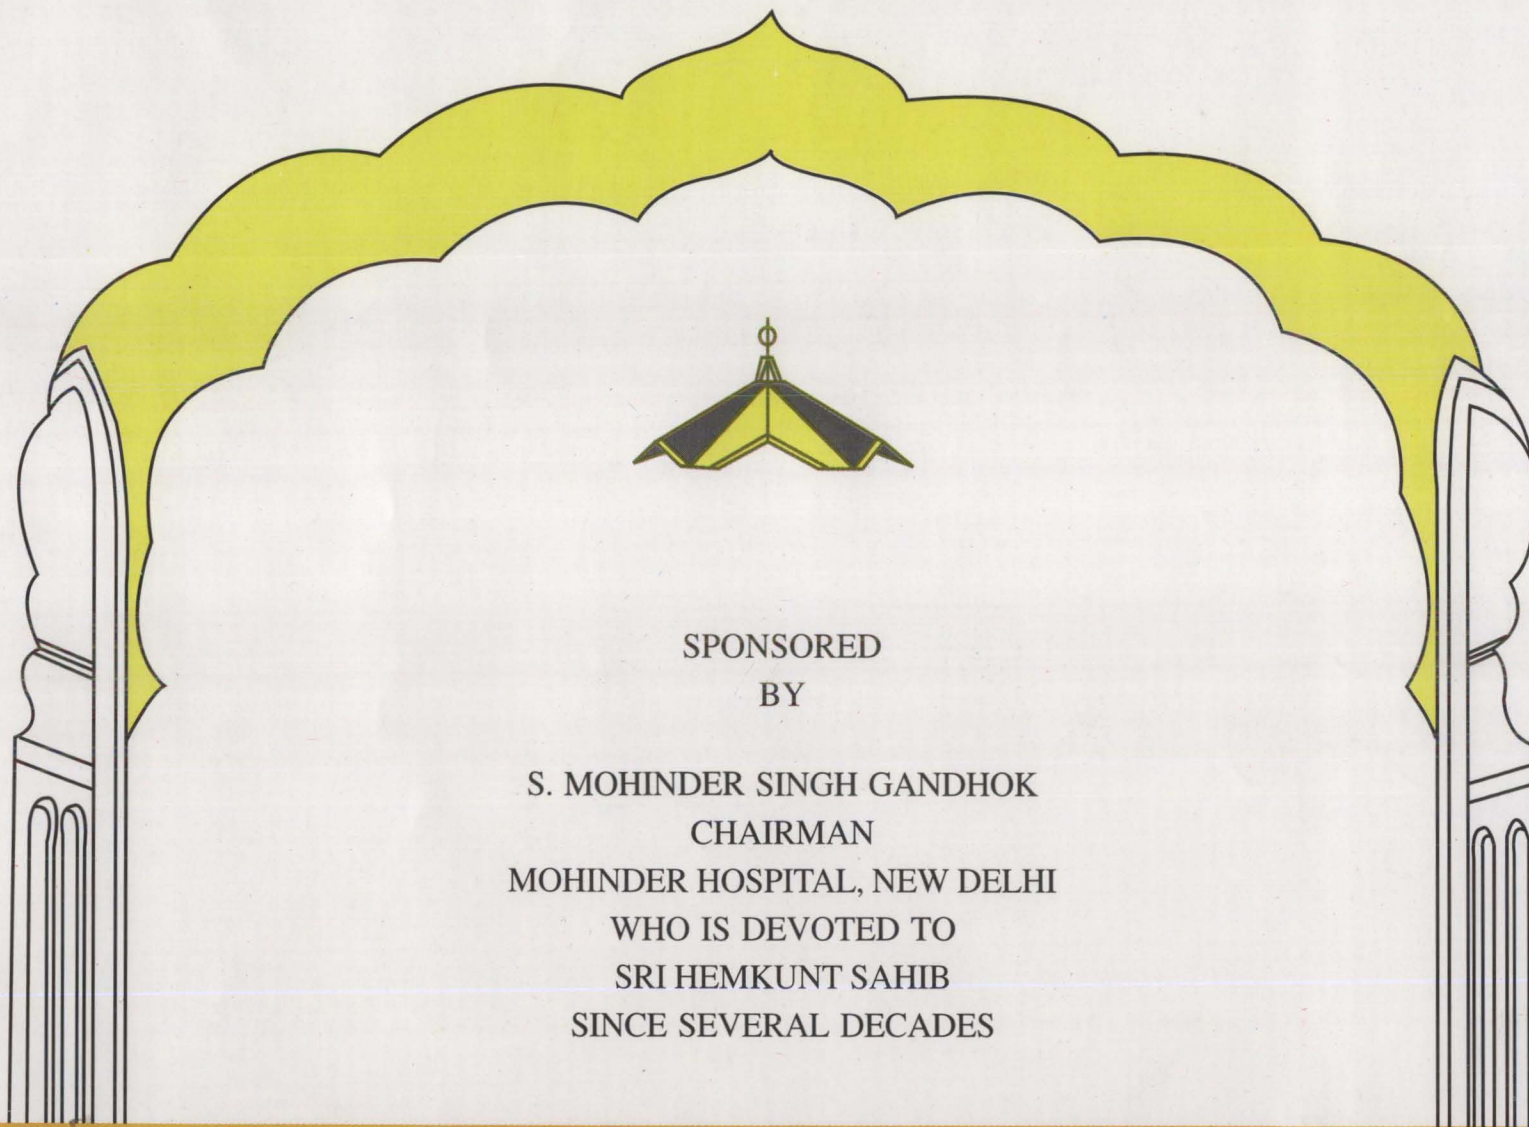 SPONSORED
BY
S. MOHINDER SINGH GANDHOK
CHAIRMAN
MOHINDER HOSPITAL, NEW DELHI
WHO IS DEVOTED TO
SRI HEMKUNT SAHIB
SINCE SEVERAL DECADES